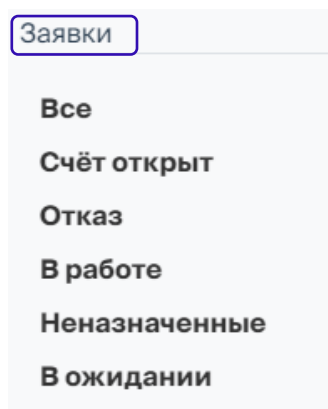 Заявки
Все
Счёт открыт
Отказ
В работе
Неназначенные
В ожидании